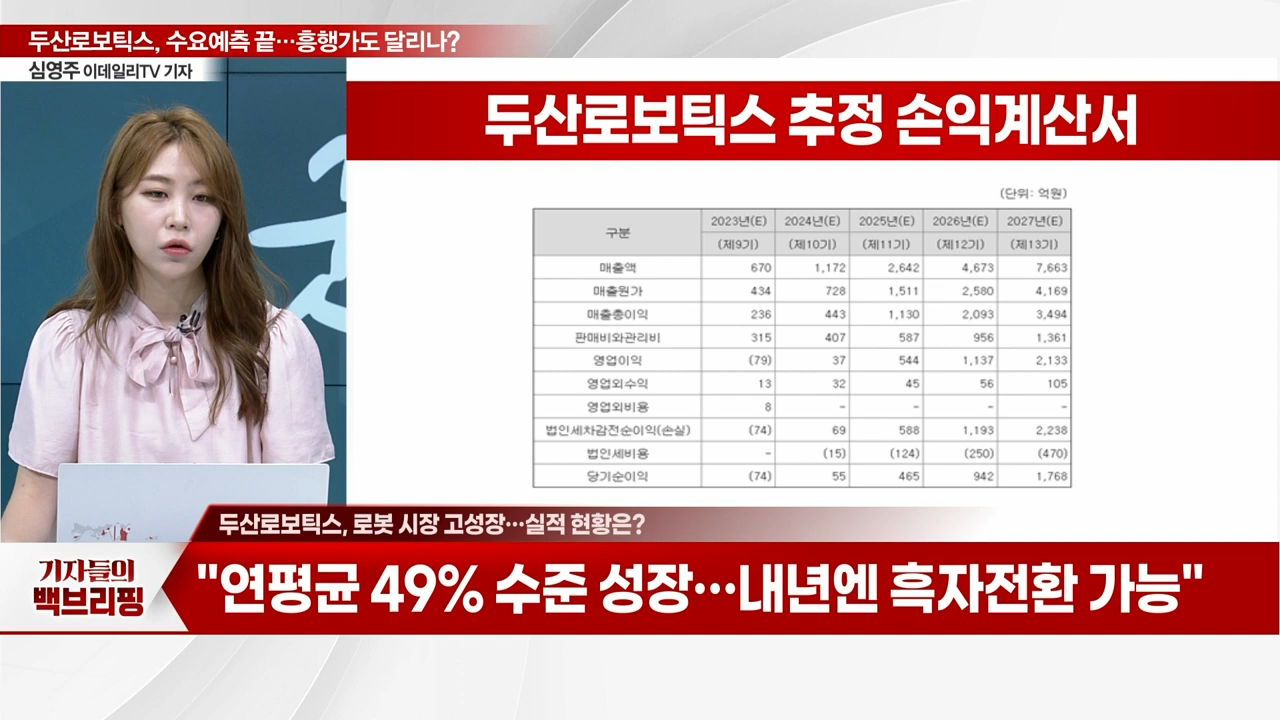 두산로보틱스, 수요예측 끝…흥행가도 달리나?
심영주 이데일리TV 기자
두산로보틱스 추정 손익계산서
(단위: 억원)
구분 2023년(E) 2024년(E) 2025년(E) 2026년(E) 2027년(E)
(제9기) (제10기) (제11기) (제12기) (제13기)
매출액 670 1,172 2,642 4,673 7,663
매출원가 434 728 1,511 2,580 4,169
매출총이익 236 443 1,130 2,093 3,494
판매비와관리비 315 407 587 956 1,361
영업이익 (79) 37 544 1,137 2,133
영업외수익 13 32 45 56 105
영업외비용 8 - - - -
법인세차감전순이익(손실) (74) 69 588 1,193 2,238
법인세비용 - (15) (124) (250) (470)
당기순이익 (74) 55 465 942 1,768
두산로보틱스, 로봇 시장 고성장…실적 현황은?
기자들의
백브리핑
"연평균 49% 수준 성장…내년엔 흑자전환 가능"